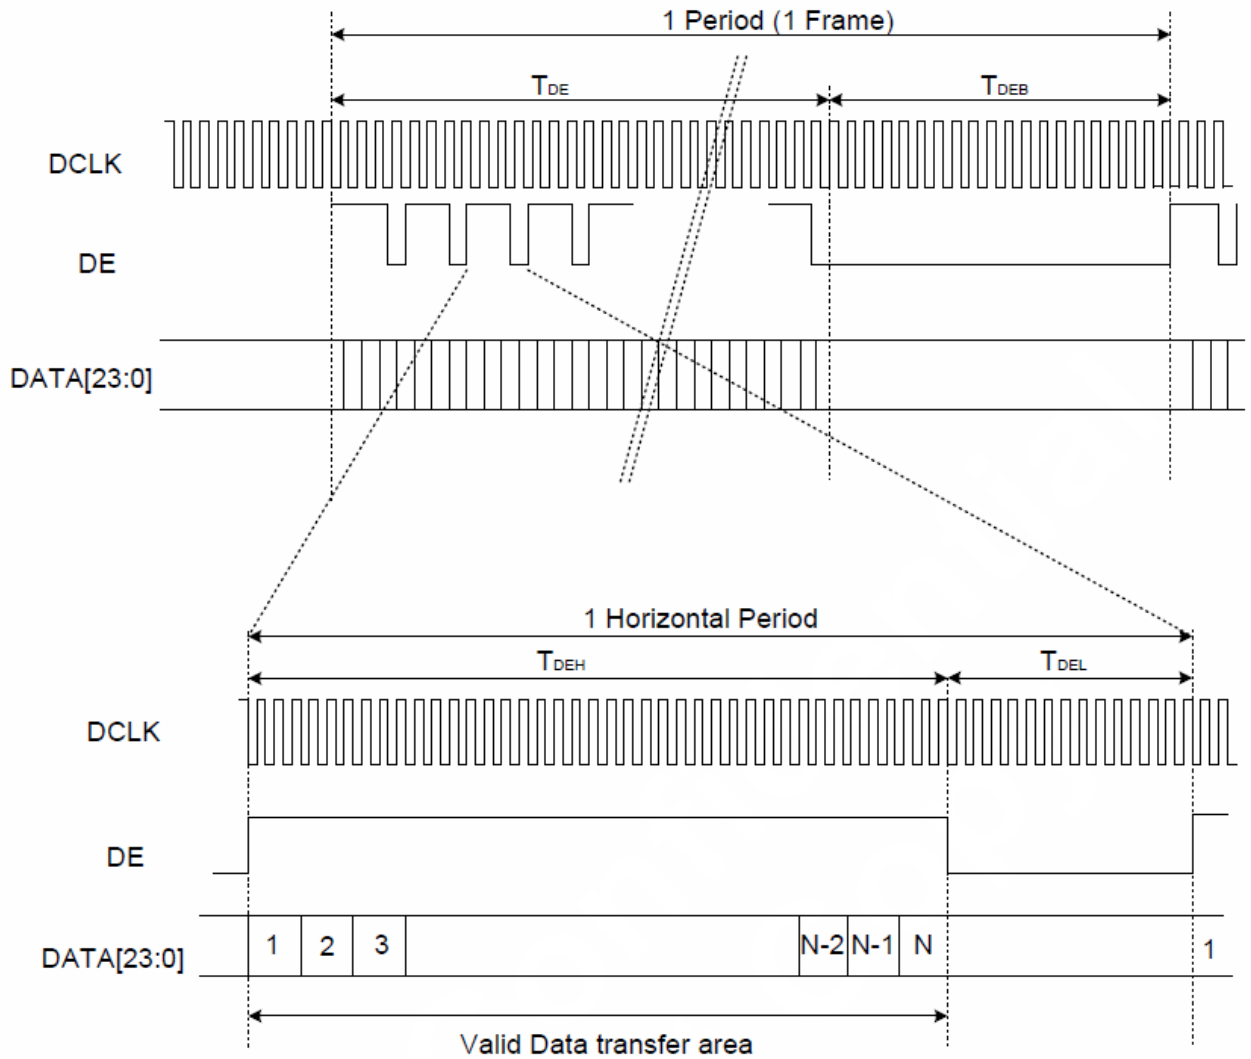 1 Period (1 Frame)
TDE
TDEB
DCLK
DE
DATA[23:0]
1 Horizontal Period
TDEH
TDEL
DCLK
DE
1 2 3 N-2 N-1 N 1
DATA[23:0]
Valid Data transfer area